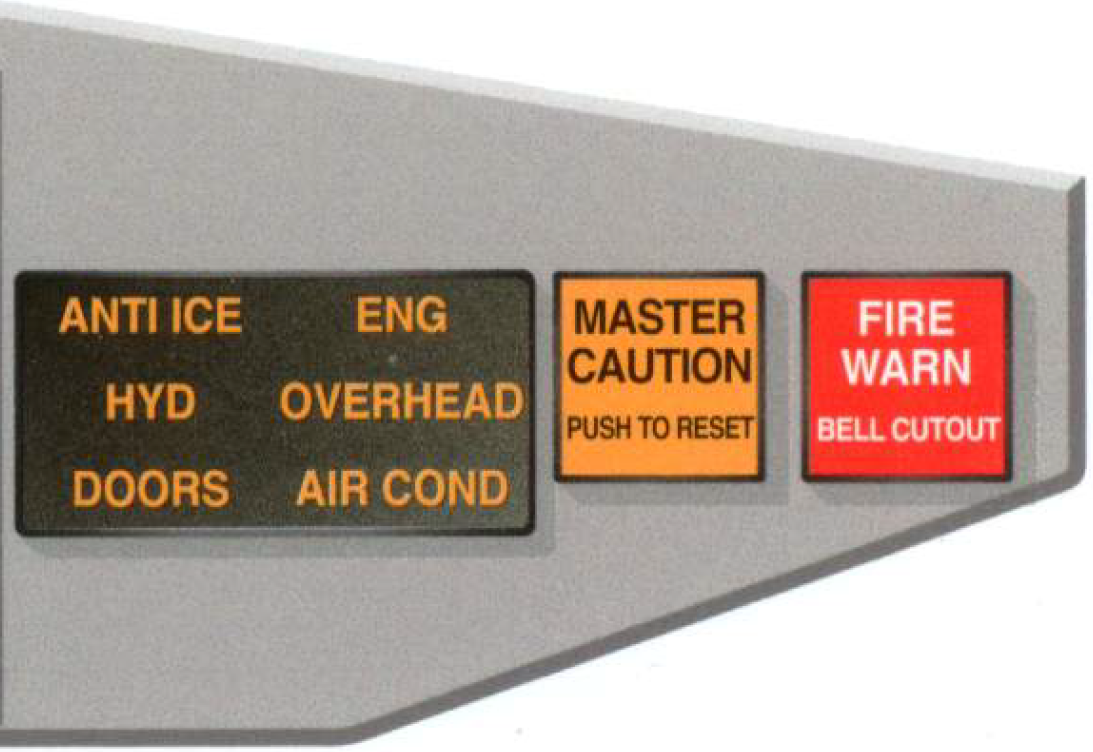 ANTI ICE ENG
HYD OVERHEAD
DOORS AIR COND
MASTER
CAUTION
PUSH TO RESET
FIRE
WARN
BELL CUTOUT